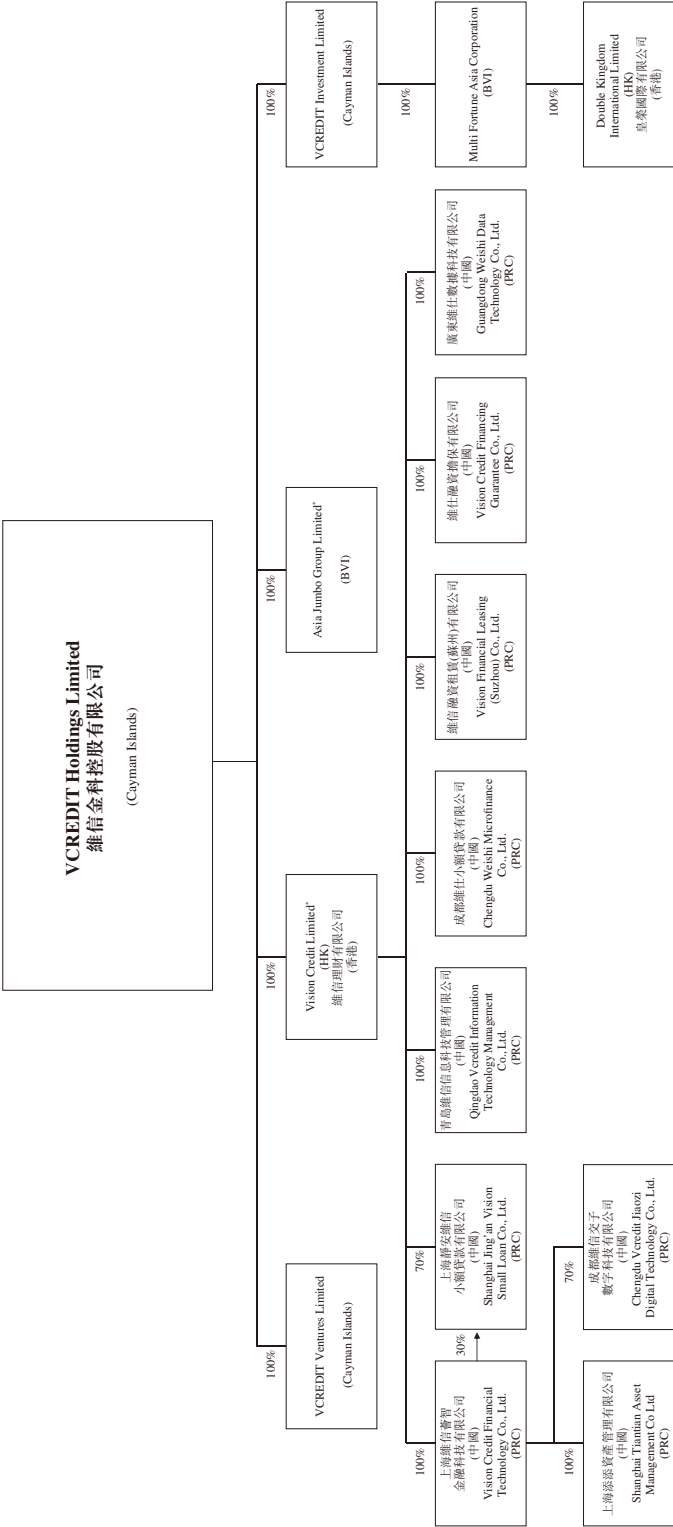 VCREDIT Holdings Limited
維信金科控股有限公司
(Cayman Islands)
100%
100%
100%
100%
VCREDIT Ventures Limited
(Cayman Islands)
Vision Credit Limited*
(HK)
維信理財有限公司
(香港)
Asia Jumbo Group Limited*
(BVI)
VCREDIT Investment Limited
(Cayman Islands)
100%
70%
100%
100%
100%
100%
100%
100%
上海維信薈智
金融科技有限公司
(中國)
Vision Credit Financial
Technology Co., Ltd.
(PRC)
30%
上海靜安維信
小額貸款有限公司
(中國)
Shanghai Jing'an Vision
Small Loan Co., Ltd.
(PRC)
青島維信信息科技管理有限公司
(中國)
Qingdao Vcredit Information
Technology Management
Co., Ltd.
(PRC)
成都維仕小額貸款有限公司
(中國)
Chengdu Weishi Microfinance
Co., Ltd.
(PRC)
維信融資租賃(蘇州)有限公司
(中國)
Vision Financial Leasing
(Suzhou) Co., Ltd.
(PRC)
維仕融資擔保有限公司
(中國)
Vision Credit Financing
Guarantee Co., Ltd.
(PRC)
廣東維仕數據科技有限公司
(中國)
Guangdong Weishi Data
Technology Co., Ltd.
(PRC)
Multi Fortune Asia Corporation
(BVI)
100%
70%
100%
上海添添資產管理有限公司
(中國)
Shanghai Tiantian Asset
Management Co Ltd
(PRC)
成都維信交子
數字科技有限公司
(中國)
Chengdu Vcredit Jiaozi
Digital Technology Co., Ltd.
(PRC)
Double Kingdom
International Limited
(HK)
皇榮國際有限公司
(香港)